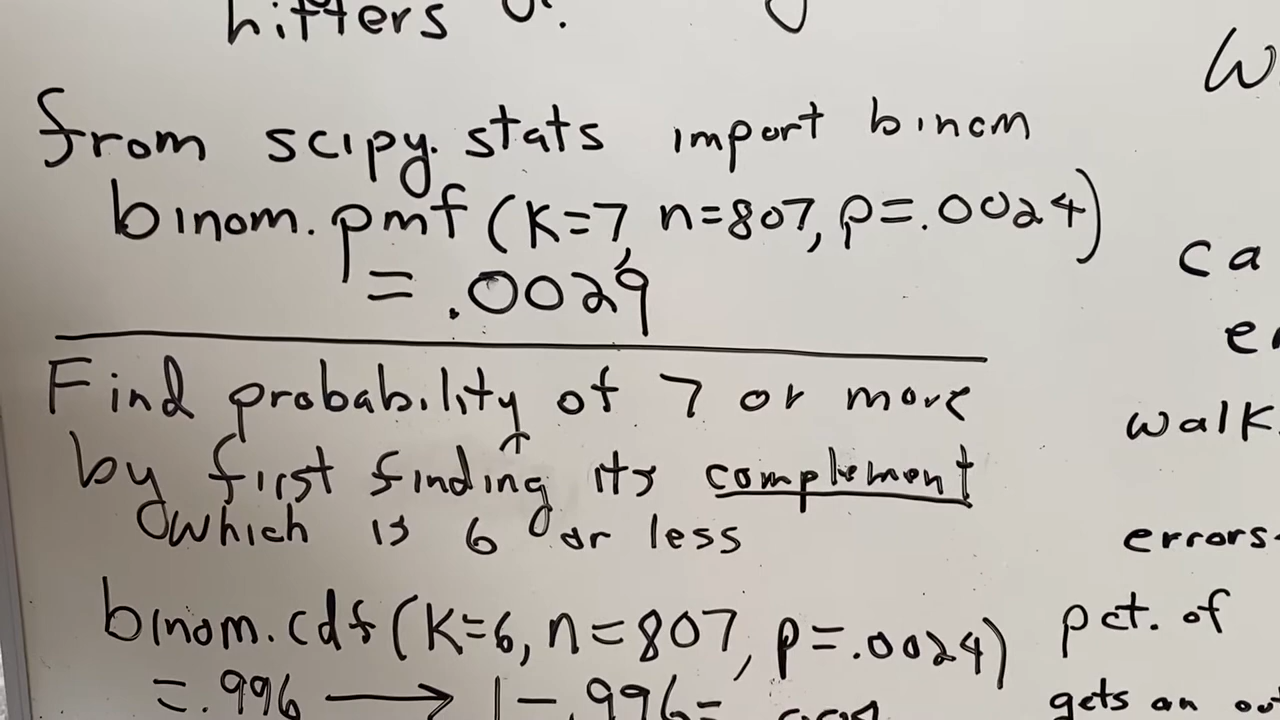 hitters
from scipy.stats import binom
binom.pmf (K=7, n=807, p=.0024)
= .0029
Find probability of 7 or more
by first finding its complement
which is 6 or less
binom.cdf (K=6, n=807, p=.0024)
=.996 → 1-.996=
ca
walk
errors
pct. of
gets an